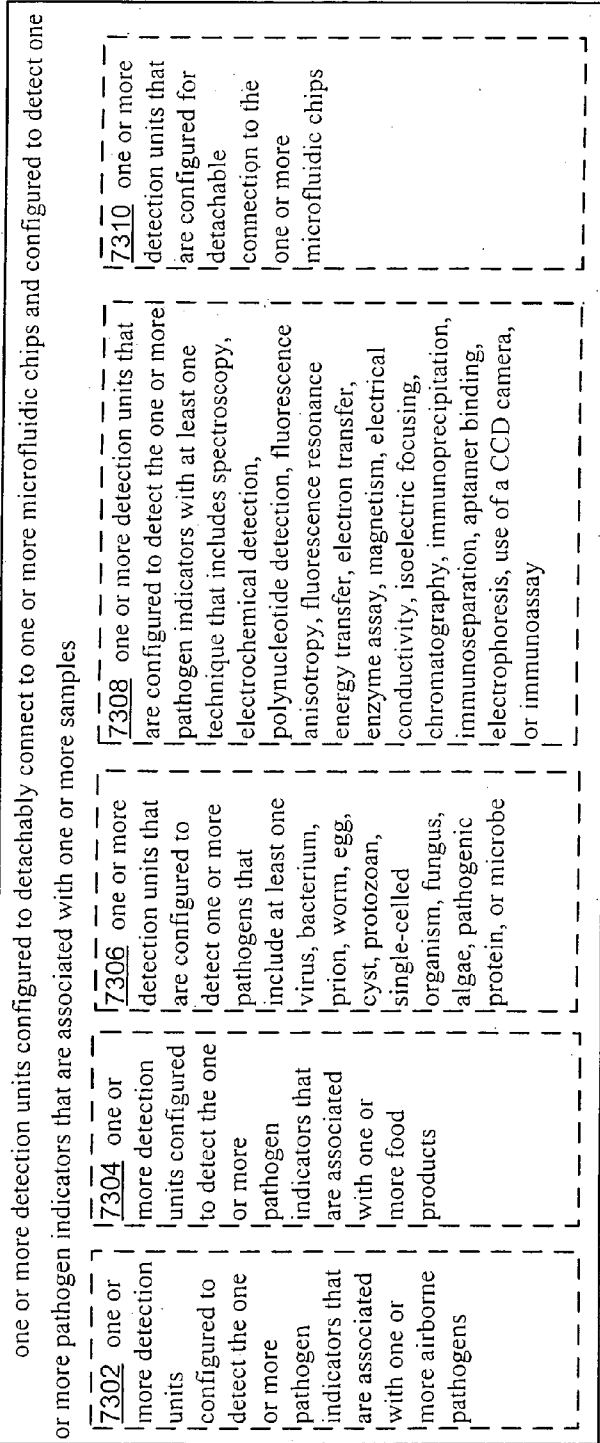 one or more detection units configured to detachably connect to one or more microfluidic chips and configured to detect one
or more pathogen indicators that are associated with one or more samples
7302 one or
more detection
units
configured to
detect the one
or more
pathogen
indicators that
are associated
with one or
more airborne
pathogens
7304 one or
more detection
units configured
to detect the one
or more
pathogen
indicators that
are associated
with one or
more food
products
7306 one or more
detection units that
are configured to
detect one or more
pathogens that
include at least one
virus, bacterium,
prion, worm, egg,
cyst, protozoan,
single-celled
organism, fungus,
algae, pathogenic
protein, or microbe
7308 one or more detection units that
are configured to detect the one or more
pathogen indicators with at least one
technique that includes spectroscopy,
electrochemical detection,
polynucleotide detection, fluorescence
anisotropy, fluorescence resonance
energy transfer, electron transfer,
enzyme assay, magnetism, electrical
conductivity, isoelectric focusing,
chromatography, immunoprecipitation,
immunoseparation, aptamer binding,
electrophoresis, use of a CCD camera,
or immunoassay
7310 one or more
detection units that
are configured for
detachable
connection to the
one or more
microfluidic chips